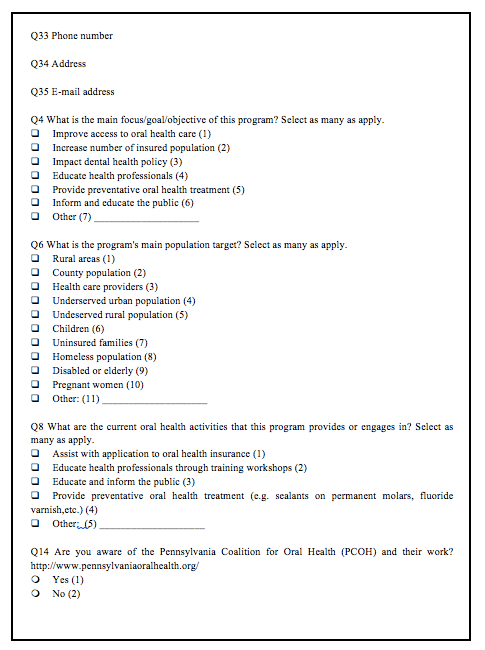 Q33 Phone number
Q34 Address
Q35 E-mail address
Q4 What is the main focus/goal/objective of this program? Select as many as apply.
❑ Improve access to oral health care (1)
❑ Increase number of insured population (2)
❑ Impact dental health policy (3)
❑ Educate health professionals (4)
❑ Provide preventative oral health treatment (5)
❑ Inform and educate the public (6)
❑ Other (7) ____________________
Q6 What is the program's main population target? Select as many as apply.
❑ Rural areas (1)
❑ County population (2)
❑ Health care providers (3)
❑ Underserved urban population (4)
❑ Undeserved rural population (5)
❑ Children (6)
❑ Uninsured families (7)
❑ Homeless population (8)
❑ Disabled or elderly (9)
❑ Pregnant women (10)
❑ Other: (11) ____________________
Q8 What are the current oral health activities that this program provides or engages in? Select as
many as apply.
❑ Assist with application to oral health insurance (1)
❑ Educate health professionals through training workshops (2)
❑ Educate and inform the public (3)
❑ Provide preventative oral health treatment (e.g. sealants on permanent molars, fluoride
varnish,etc.) (4)
❑ Other: (5) ____________________
Q14 Are you aware of the Pennsylvania Coalition for Oral Health (PCOH) and their work?
http://www.pennsylvaniaoralhealth.org/
❍ Yes (1)
❍ No (2)